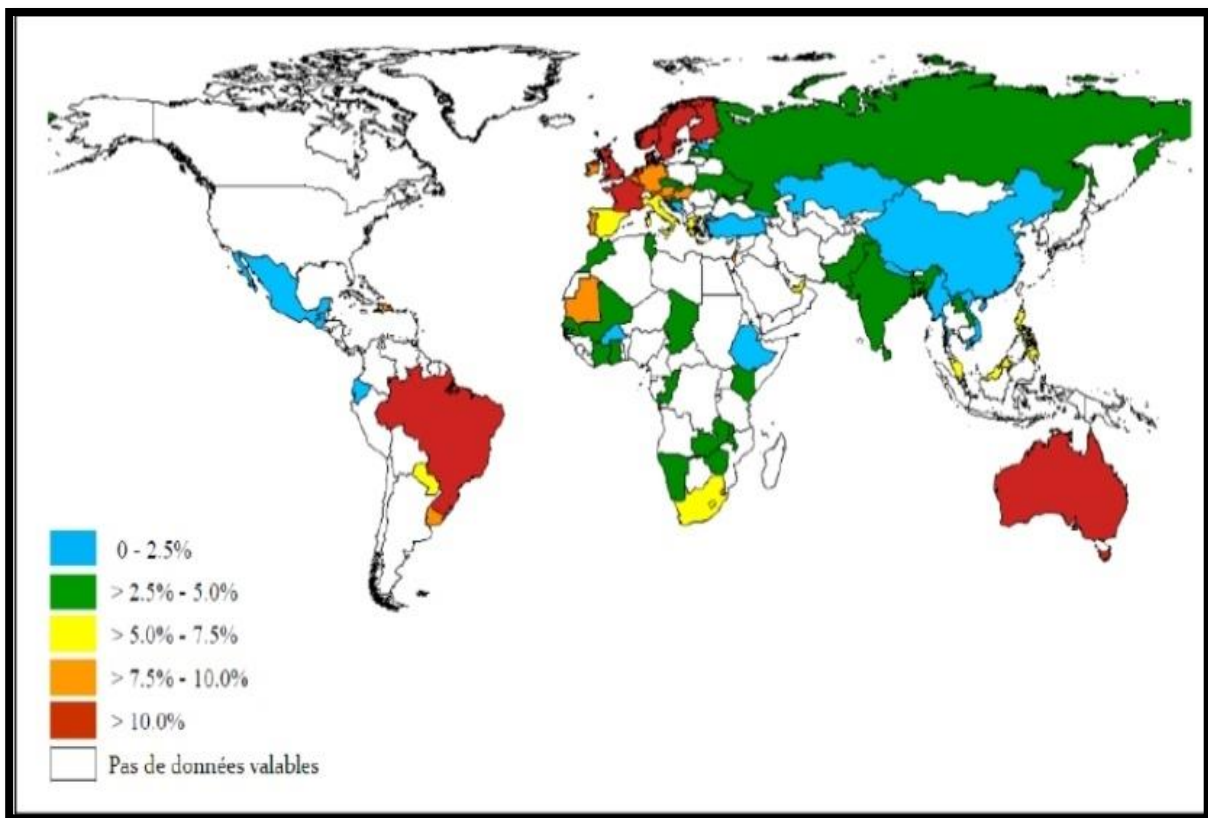 0 - 2.5%
> 2.5% - 5.0%
> 5.0% - 7.5%
> 7.5% - 10.0%
> 10.0%
Pas de données valables